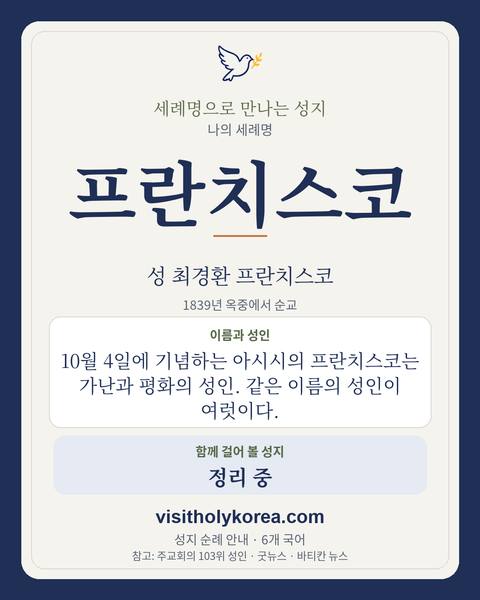 세례명으로 만나는 성지
나의 세례명
프란치스코
성 최경환 프란치스코
1839년 옥중에서 순교
이름과 성인
10월 4일에 기념하는 아시시의 프란치스코는
가난과 평화의 성인. 같은 이름의 성인이
여럿이다.
함께 걸어 볼 성지
정리 중
visitholykorea.com
성지 순례 안내 · 6개 국어
참고: 주교회의 103위 성인 · 굿뉴스 · 바티칸 뉴스